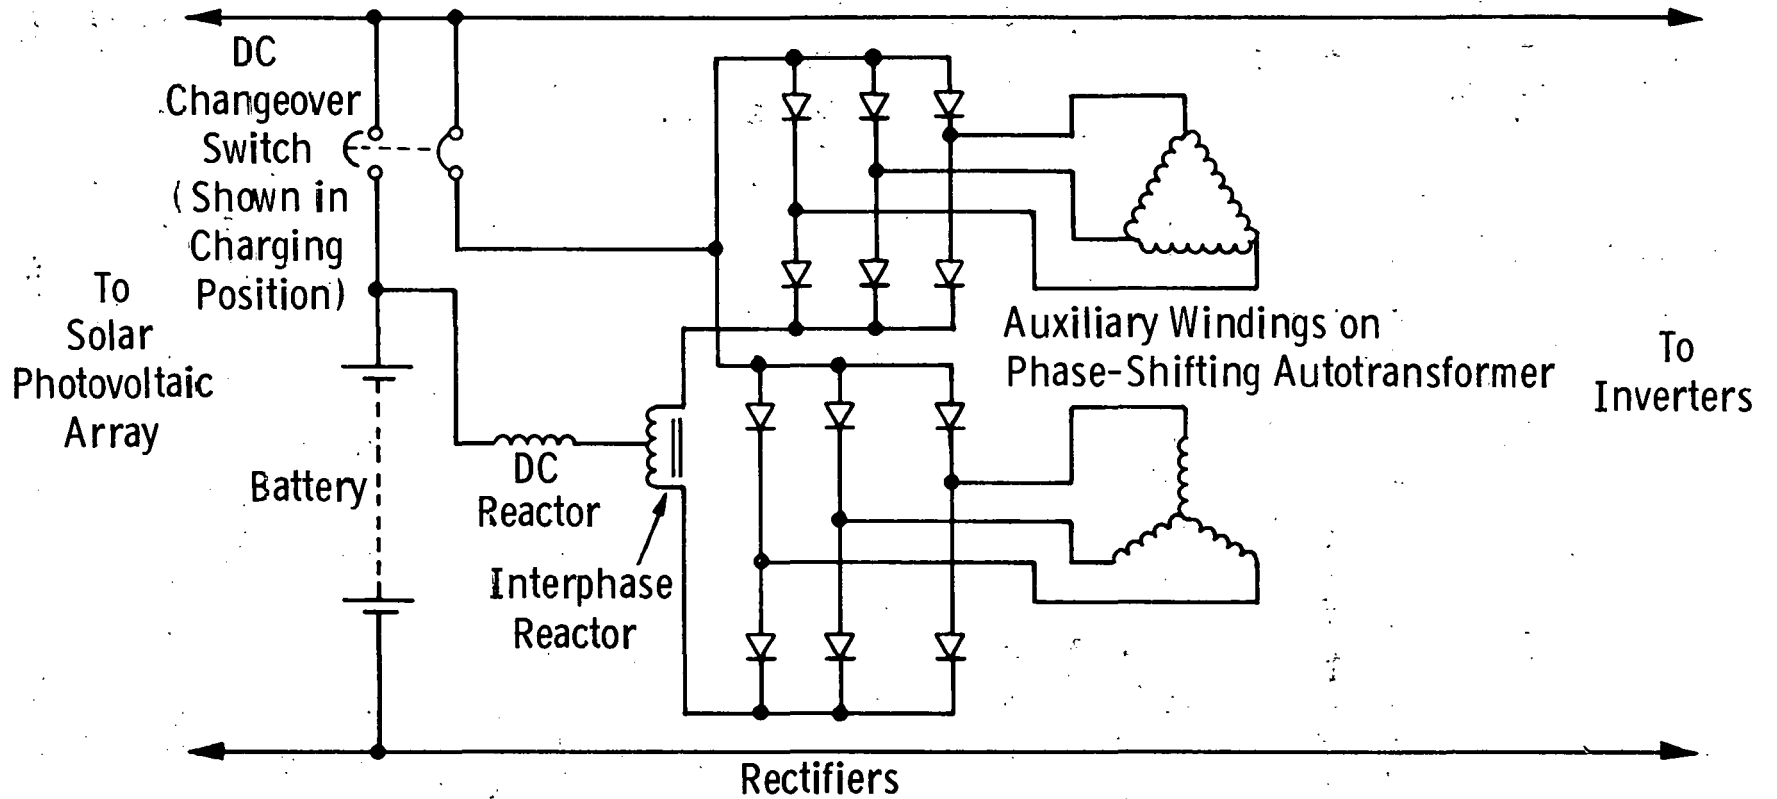 DC
Changeover
Switch
(Shown in
Charging
Position)
To
Solar
Photovoltaic
Array
Battery
DC
Reactor
Interphase
Reactor
Auxiliary Windings on
Phase-Shifting Autotransformer
To
Inverters
Rectifiers